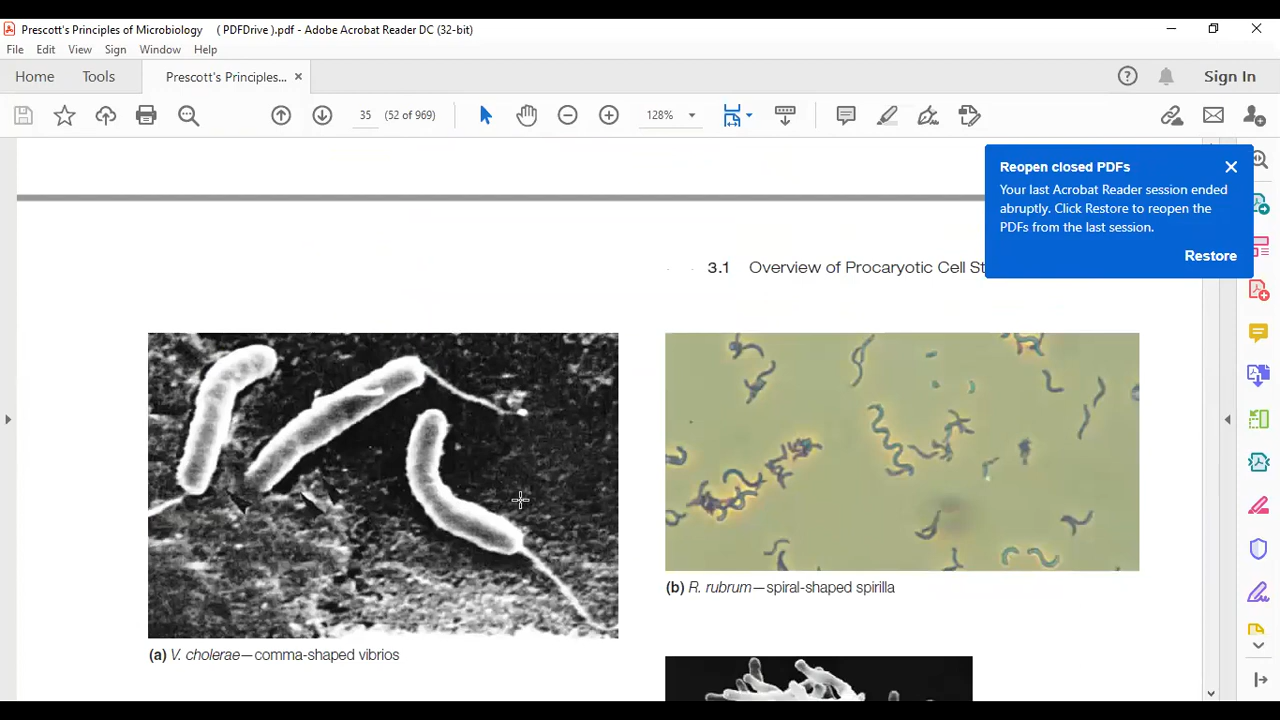 Prescott's Principles of Microbiology ( PDFDrive ).pdf - Adobe Acrobat Reader DC (32-bit)
File Edit View Sign Window Help
Home Tools Prescott's Principles... × Sign In
35 (52 of 969) 128%
Reopen closed PDFs
Your last Acrobat Reader session ended
abruptly. Click Restore to reopen the
PDFs from the last session.
Restore
3.1 Overview of Procaryotic Cell St
(b) R. rubrum—spiral-shaped spirilla
(a) V. cholerae—comma-shaped vibrios